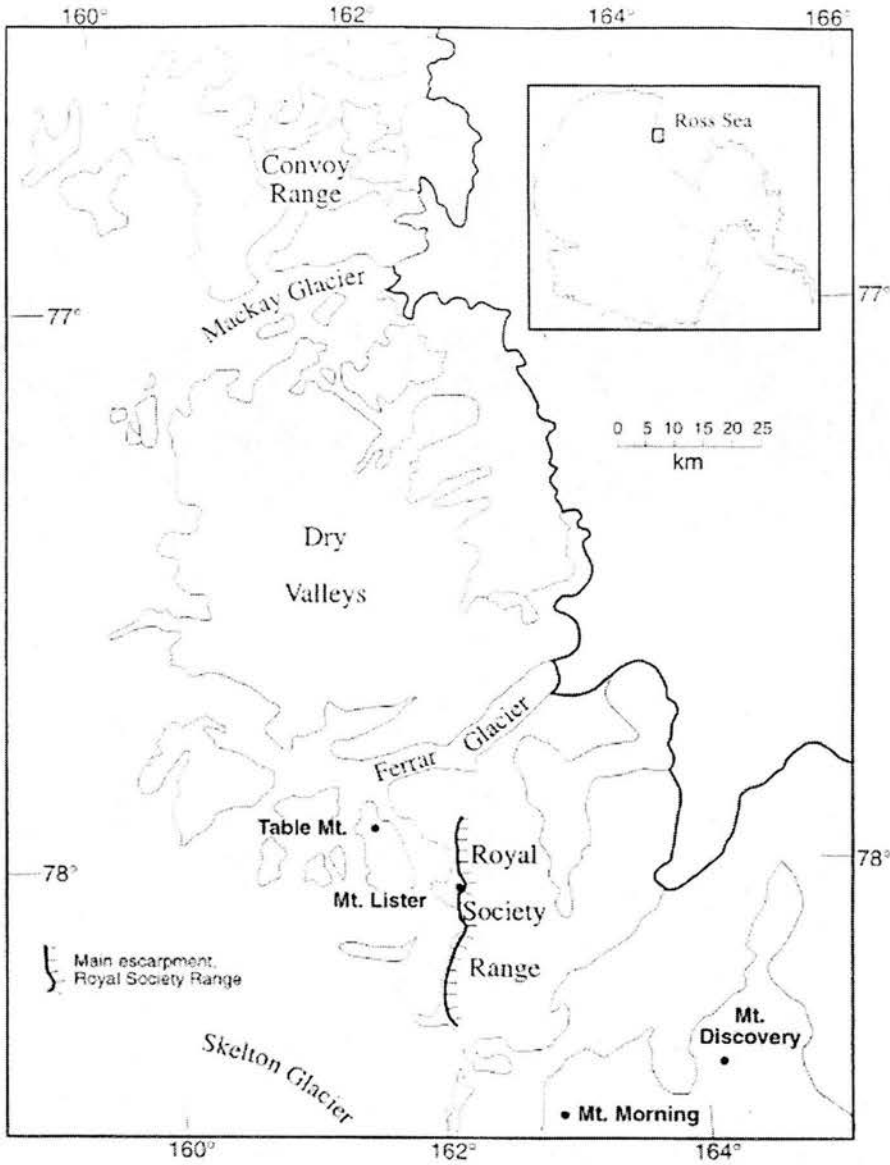 160°
162°
164°
166°
Ross Sea
Convoy
Range
Mackay Glacier
77°
77°
0 5 10 15 20 25
km
Dry
Valleys
Ferrar Glacier
Table Mt.
Royal
78°
78°
Mt. Lister
Society
Main escarpment,
Royal Society Range
Range
Mt.
Discovery
Skelton Glacier
Mt. Morning
160°
162°
164°